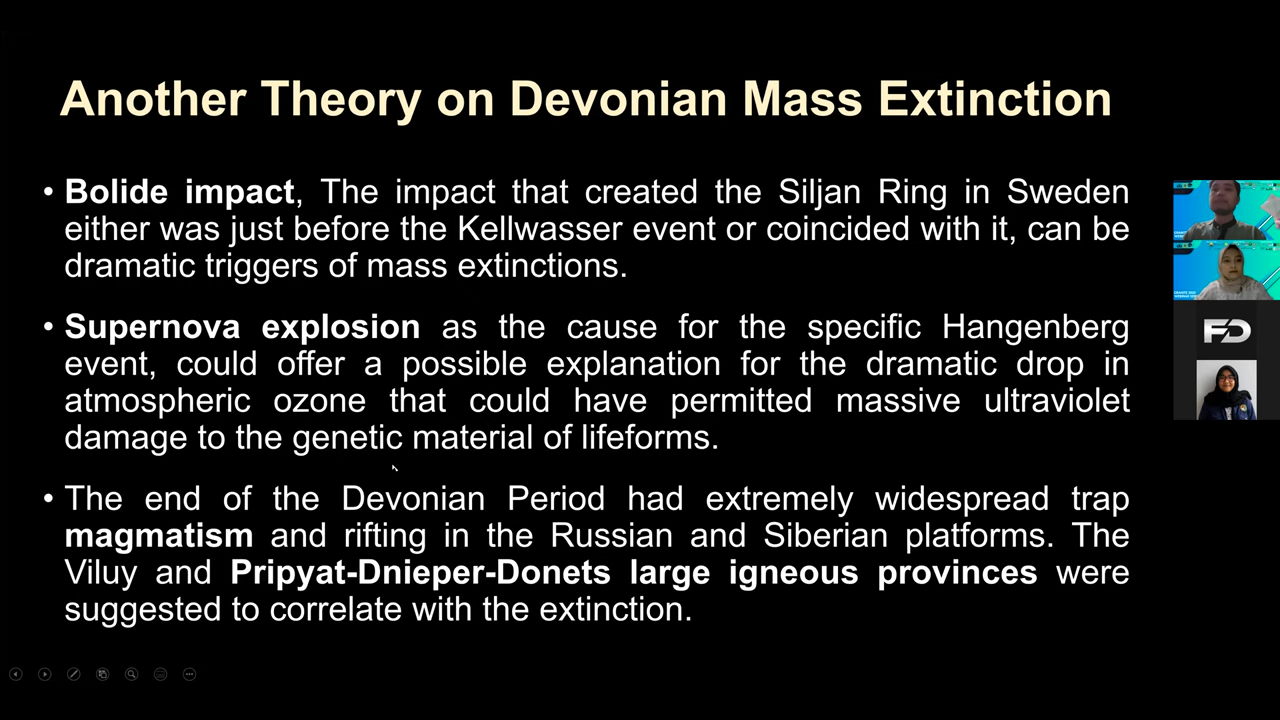 Another Theory on Devonian Mass Extinction
• Bolide impact, The impact that created the Siljan Ring in Sweden
either was just before the Kellwasser event or coincided with it, can be
dramatic triggers of mass extinctions.
• Supernova explosion as the cause for the specific Hangenberg
event, could offer a possible explanation for the dramatic drop in
atmospheric ozone that could have permitted massive ultraviolet
damage to the genetic material of lifeforms.
• The end of the Devonian Period had extremely widespread trap
magmatism and rifting in the Russian and Siberian platforms. The
Viluy and Pripyat-Dnieper-Donets large igneous provinces were
suggested to correlate with the extinction.
FD